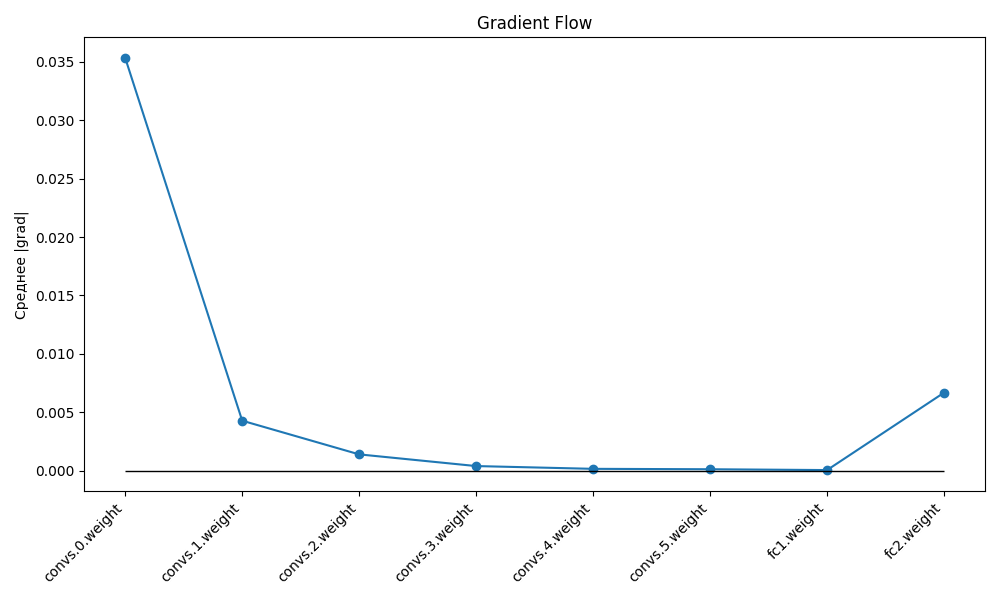 Gradient Flow
Среднее |grad|
0.035
0.030
0.025
0.020
0.015
0.010
0.005
0.000
convs.0.weight
convs.1.weight
convs.2.weight
convs.3.weight
convs.4.weight
convs.5.weight
fc1.weight
fc2.weight